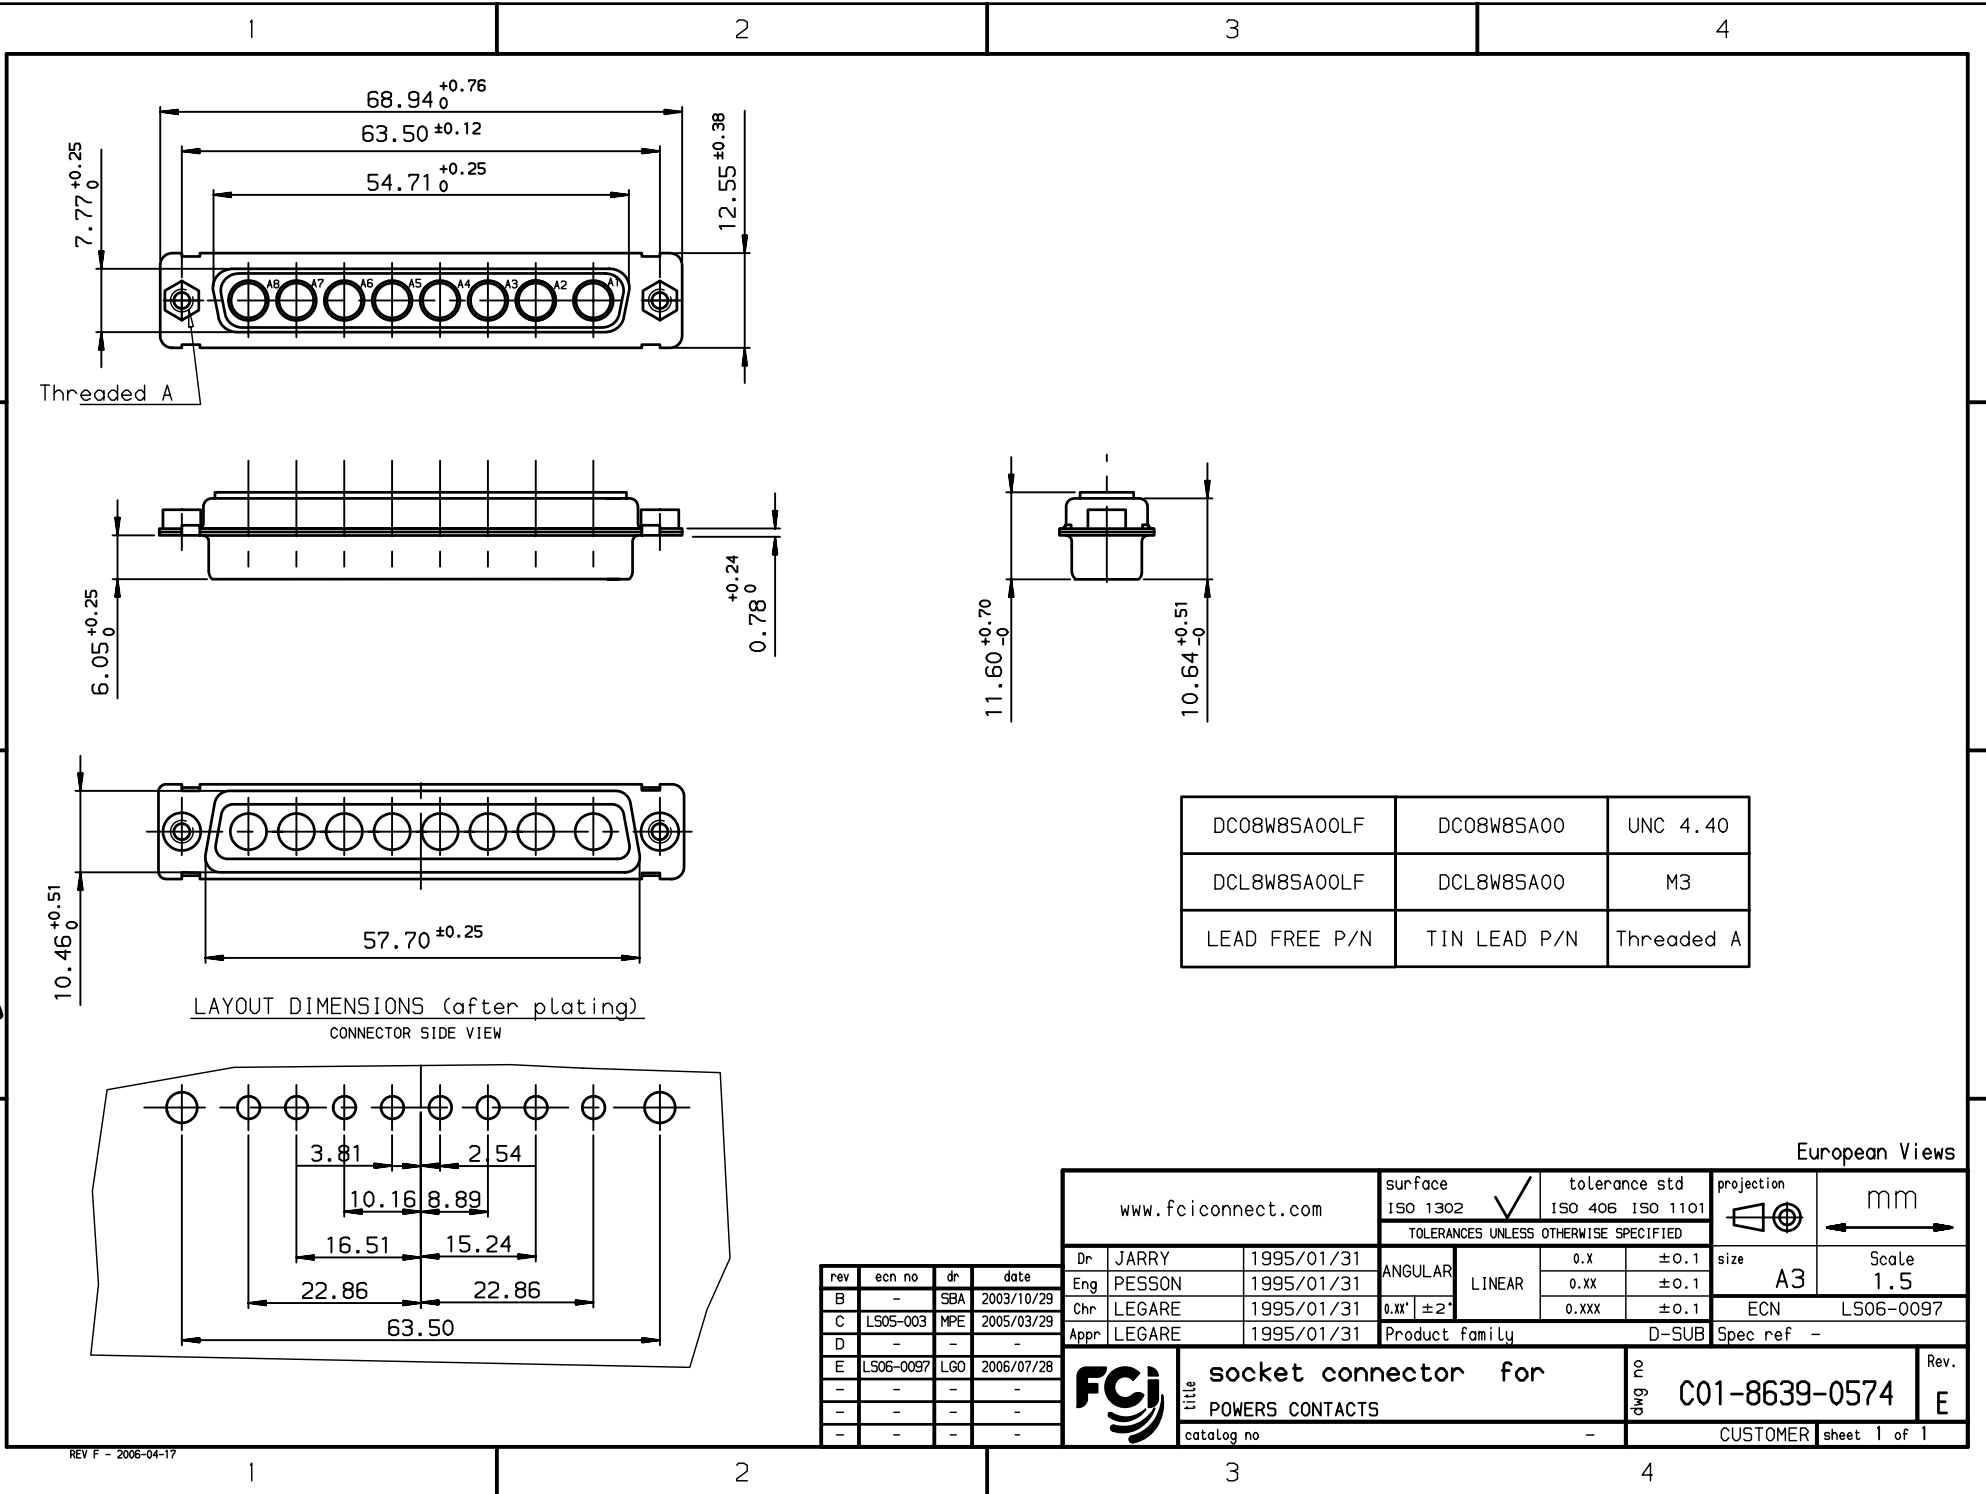 1 2 3 4
68.94 +0.76 0
63.50 ±0.12
54.71 +0.25 0
7.77 +0.25 0
12.55 ±0.38
A8 A7 A6 A5 A4 A3 A2 A1
Threaded A
6.05 +0.25 0
0.78 +0.24 0
11.60 +0.70 -0
10.64 +0.51 -0
10.46 +0.51 0
57.70 ±0.25
DC08W8SA00LF DC08W8SA00 UNC 4.40
DCL8W8SA00LF DCL8W8SA00 M3
LEAD FREE P/N TIN LEAD P/N Threaded A
LAYOUT DIMENSIONS (after plating)
CONNECTOR SIDE VIEW
3.81 2.54
10.16 8.89
16.51 15.24
22.86 22.86
63.50
European Views
www.fciconnect.com
surface
ISO 1302
tolerance std
ISO 406 ISO 1101
TOLERANCES UNLESS OTHERWISE SPECIFIED
projection
mm
Dr JARRY 1995/01/31
Eng PESSON 1995/01/31
Chr LEGARE 1995/01/31
Appr LEGARE 1995/01/31
ANGULAR
0.XX° ±2°
LINEAR
0.X ±0.1
0.XX ±0.1
0.XXX ±0.1
size A3
Scale
1.5
ECN LS06-0097
Product family D-SUB
Spec ref -
rev ecn no dr date
B - SBA 2003/10/29
C LS05-003 MPE 2005/03/29
D - - -
E LS06-0097 LGO 2006/07/28
- - - -
- - - -
- - - -
FCi
title
socket connector for
POWERS CONTACTS
dwg no
C01-8639-0574
Rev.
E
catalog no -
CUSTOMER
sheet 1 of 1
REV F - 2006-04-17
1 2 3 4